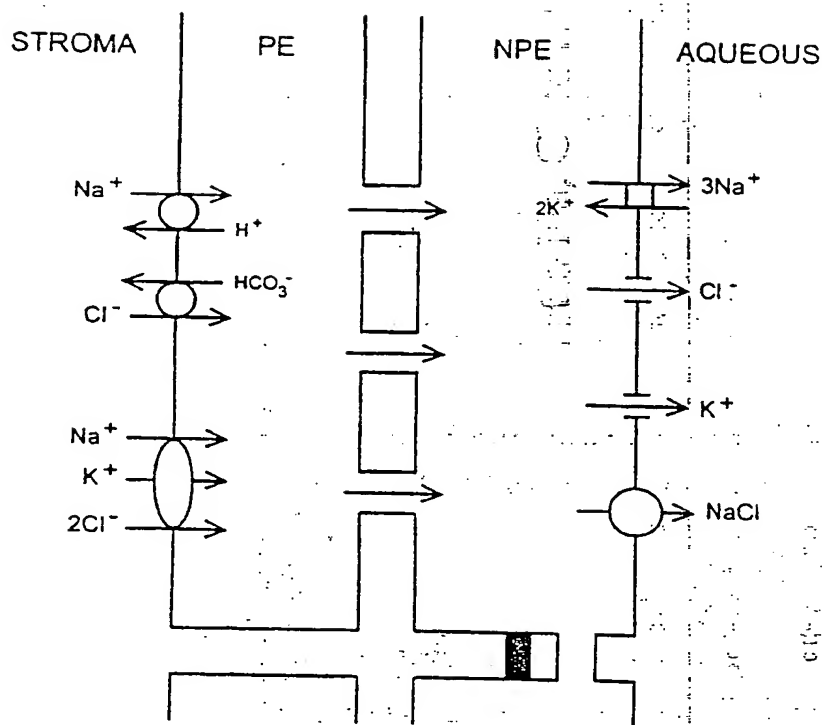 STROMA PE NPE AQUEOUS
Na⁺
H⁺
HCO₃⁻
Cl⁻
Na⁺
K⁺
2Cl⁻
3Na⁺
2K⁺
Cl⁻
K⁺
NaCl